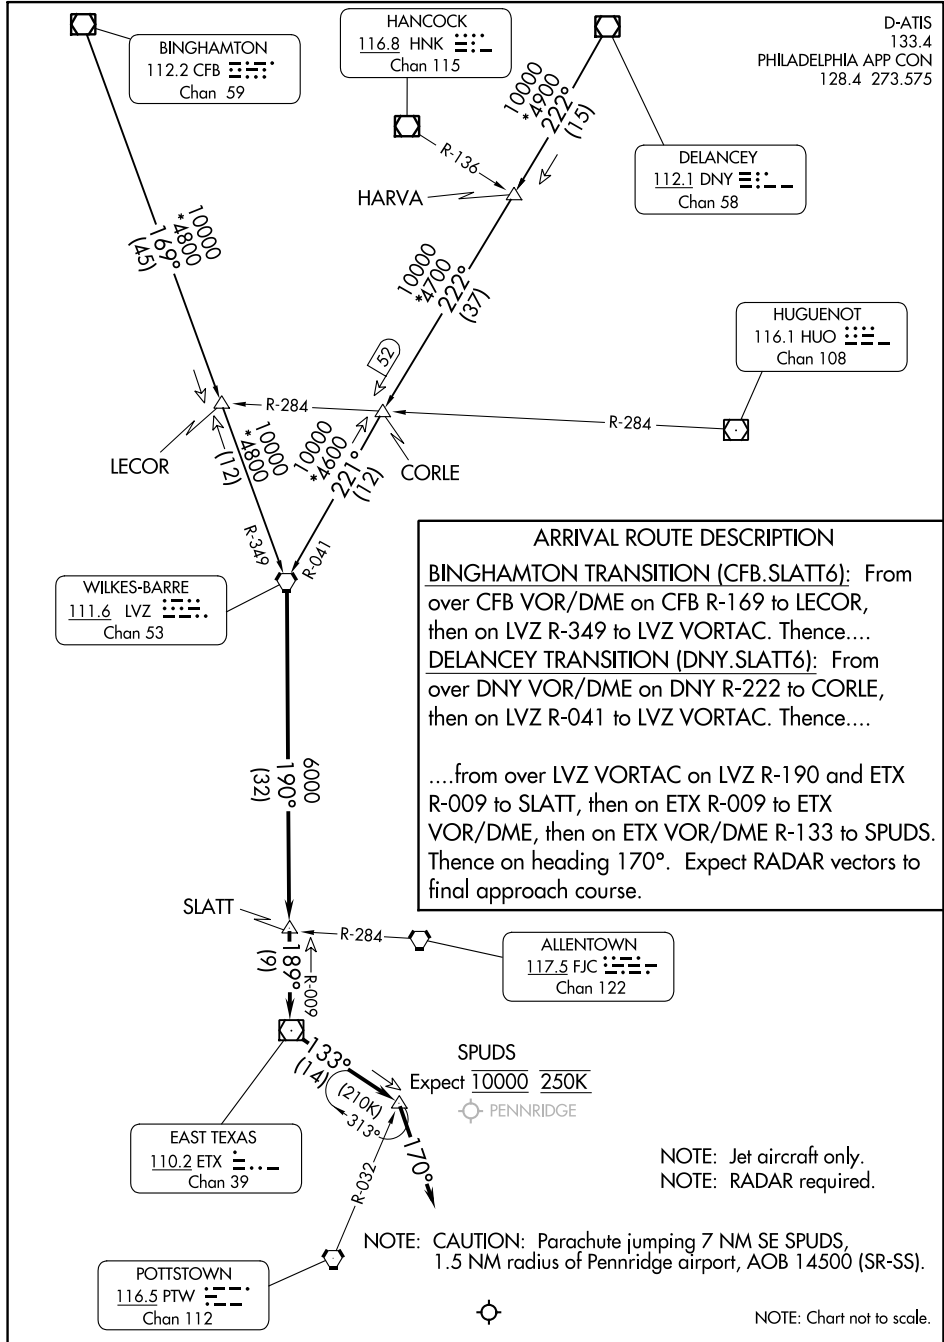 D-ATIS
133.4
PHILADELPHIA APP CON
128.4 273.575
BINGHAMTON
112.2 CFB
Chan 59
HANCOCK
116.8 HNK
Chan 115
DELANCEY
112.1 DNY
Chan 58
HUGUENOT
116.1 HUO
Chan 108
10000
*4900
222°
(15)
R-136
HARVA
10000
*4800
169°
(45)
10000
*4700
222°
(37)
52
R-284
R-284
LECOR
CORLE
10000
*4800
(12)
10000
*4600
221°
(12)
R-349
R-041
WILKES-BARRE
111.6 LVZ
Chan 53
ARRIVAL ROUTE DESCRIPTION
BINGHAMTON TRANSITION (CFB.SLATT6): From
over CFB VOR/DME on CFB R-169 to LECOR,
then on LVZ R-349 to LVZ VORTAC. Thence....
DELANCEY TRANSITION (DNY.SLATT6): From
over DNY VOR/DME on DNY R-222 to CORLE,
then on LVZ R-041 to LVZ VORTAC. Thence....
....from over LVZ VORTAC on LVZ R-190 and ETX
R-009 to SLATT, then on ETX R-009 to ETX
VOR/DME, then on ETX VOR/DME R-133 to SPUDS.
Thence on heading 170°. Expect RADAR vectors to
final approach course.
6000
190°
(32)
SLATT
R-284
ALLENTOWN
117.5 FJC
Chan 122
189°
(9)
R-009
133°
(14)
(210K)
313°
SPUDS
Expect 10000 250K
PENNRIDGE
170°
EAST TEXAS
110.2 ETX
Chan 39
R-032
POTTSTOWN
116.5 PTW
Chan 112
NOTE: Jet aircraft only.
NOTE: RADAR required.
NOTE: CAUTION: Parachute jumping 7 NM SE SPUDS,
1.5 NM radius of Pennridge airport, AOB 14500 (SR-SS).
NOTE: Chart not to scale.